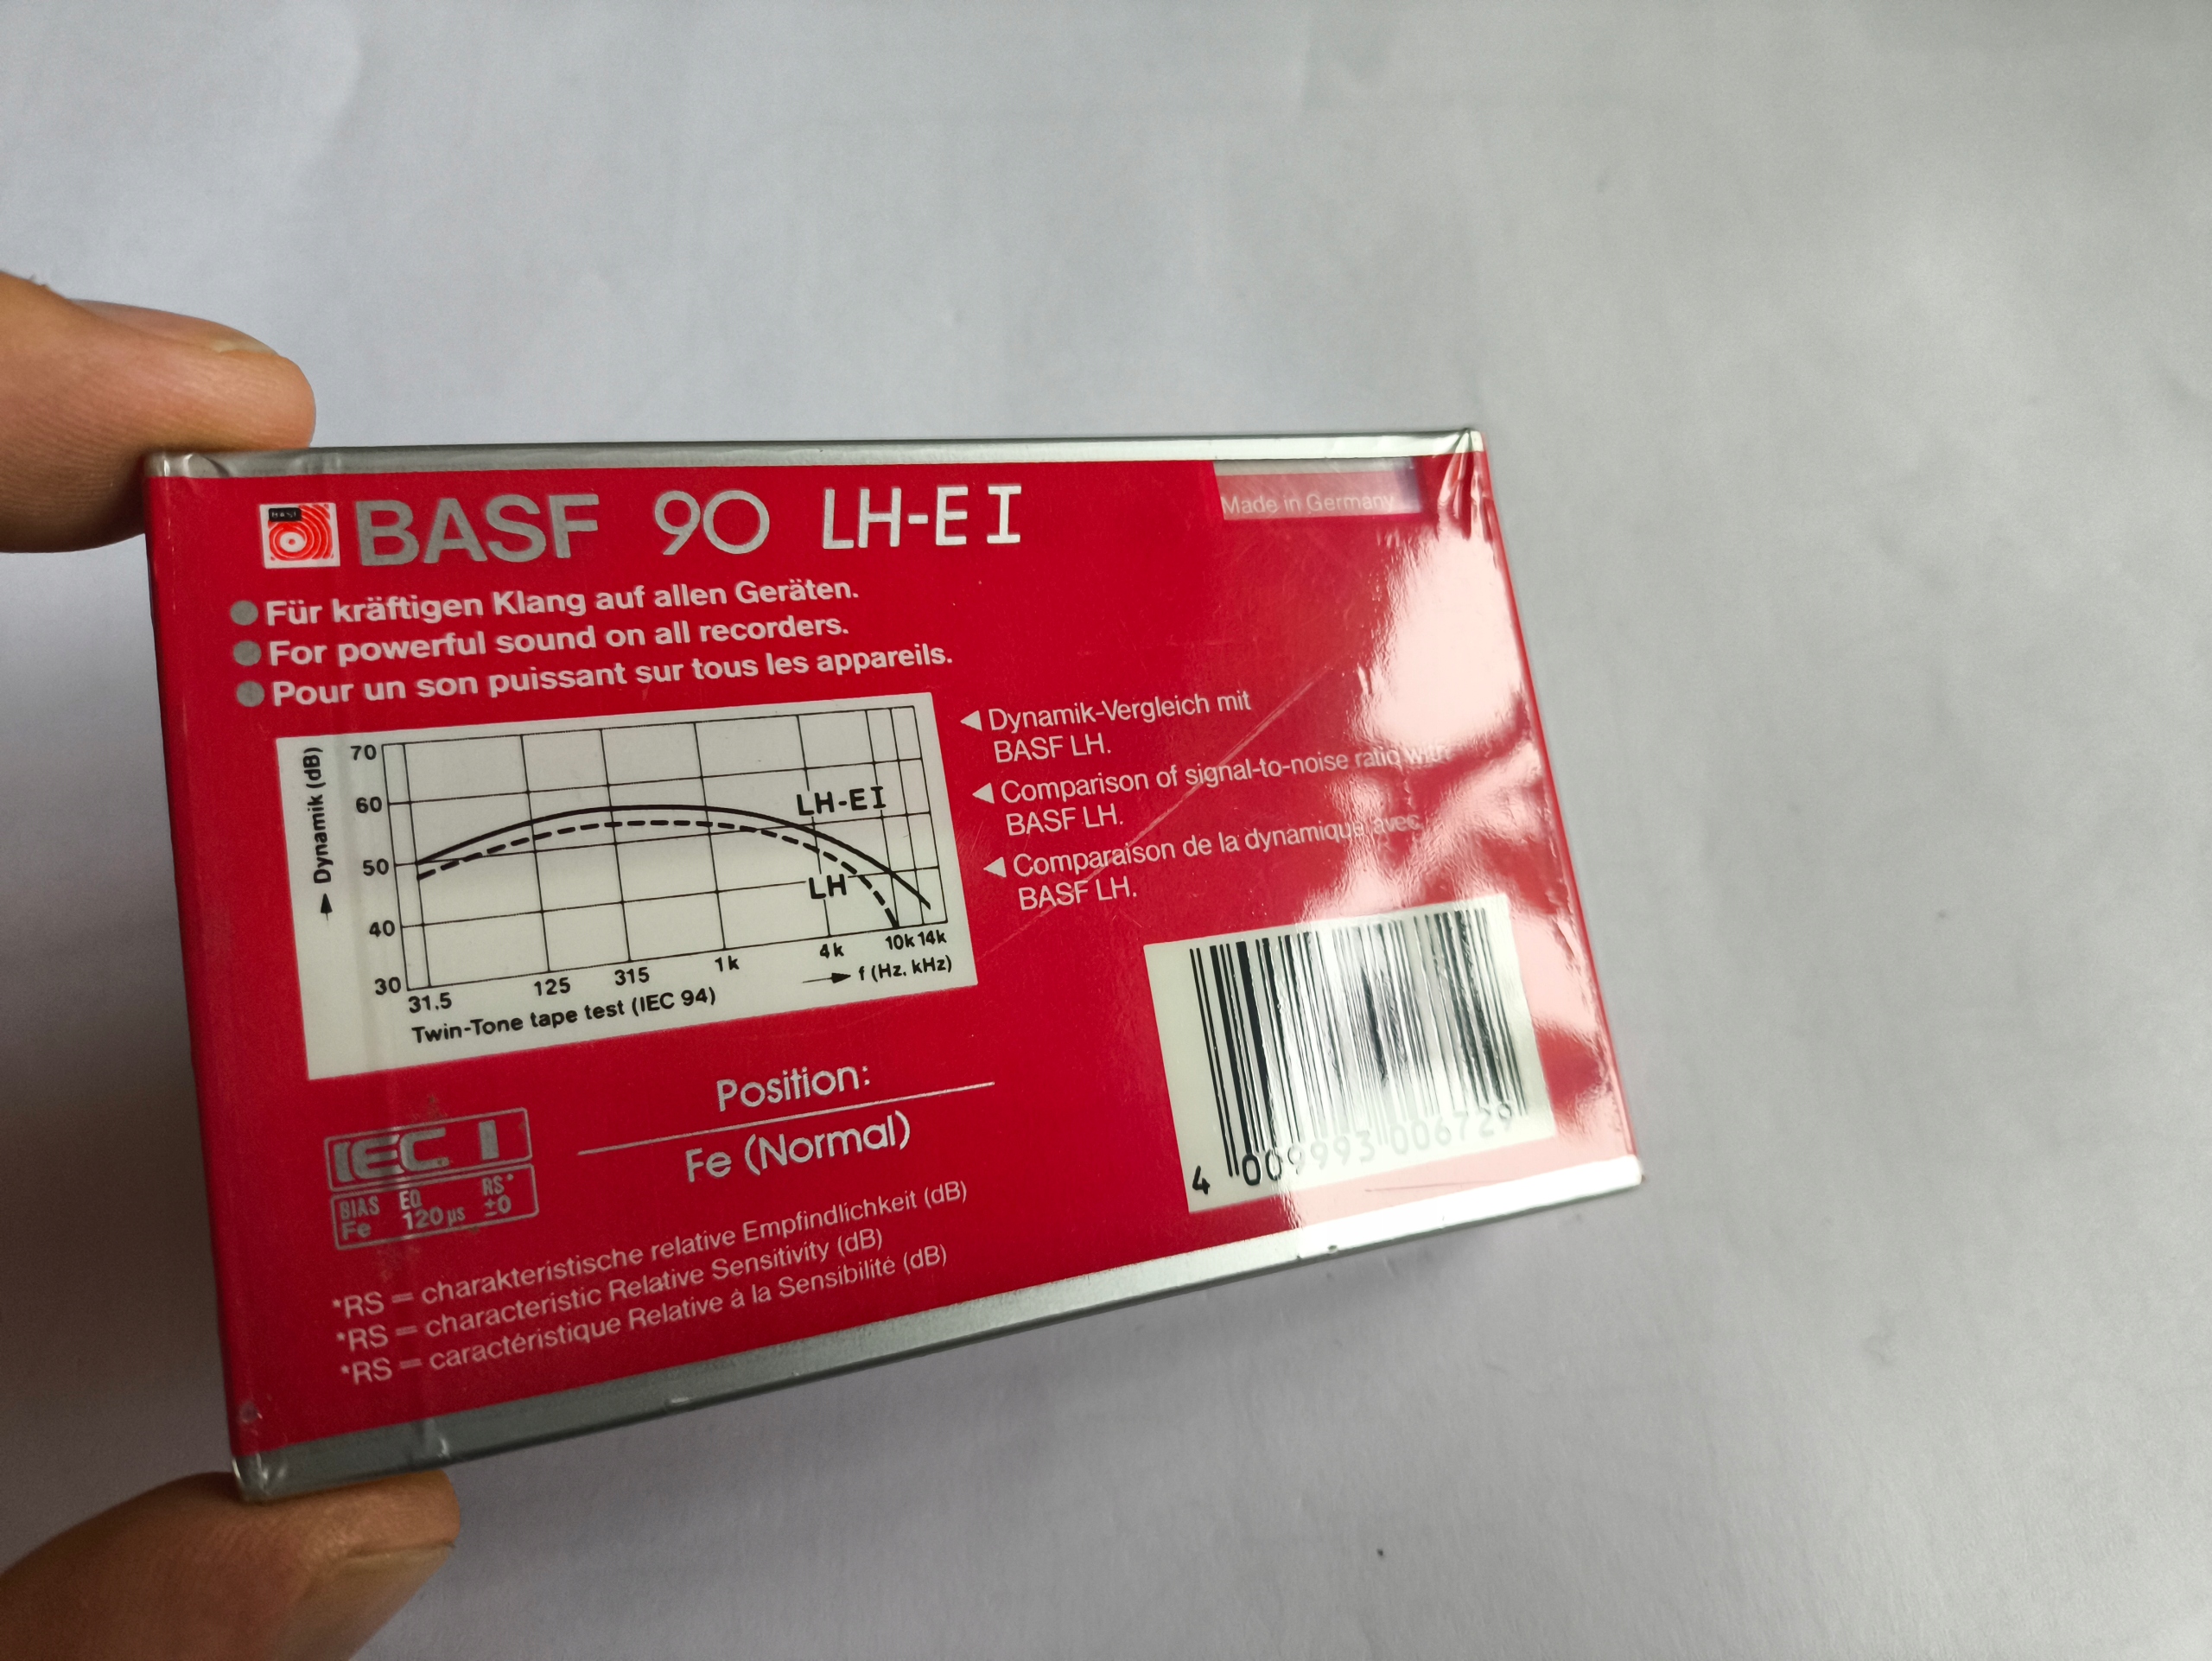 BASF 90 LH-E I
Made in Germany
Für kräftigen Klang auf allen Geräten.
For powerful sound on all recorders.
Pour un son puissant sur tous les appareils.
Dynamik (dB)
70
60
50
40
30
LH-E I
LH
31,5 125 315 1k 4k 10k 14k
f (Hz, kHz)
Twin-Tone tape test (IEC 94)
Dynamik-Vergleich mit
BASF LH.
Comparison of signal-to-noise ratio with
BASF LH.
Comparaison de la dynamique avec
BASF LH.
Position:
Fe (Normal)
IEC I
BIAS EQ RS*
Fe 120 µs ±0
4 009993 006729
*RS = charakteristische relative Empfindlichkeit (dB)
*RS = characteristic Relative Sensitivity (dB)
*RS = caractéristique Relative à la Sensibilité (dB)